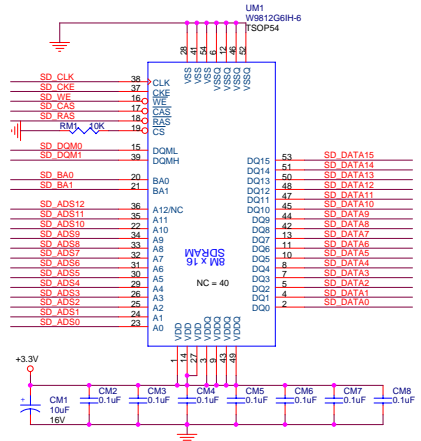 UM1
W9812G6IH-6
TSOP54
28 41 54 6 12 46 52
VSS VSS VSS VSSQ VSSQ VSSQ VSSQ
SD_CLK 38 CLK
SD_CKE 37 CKE
SD_WE 16 WE
SD_CAS 17 CAS
SD_RAS 18 RAS
RM1 10K 19 CS
SD_DQM0 15 DQML
SD_DQM1 39 DQMH
DQ15 53 SD_DATA15
DQ14 51 SD_DATA14
DQ13 50 SD_DATA13
DQ12 48 SD_DATA12
DQ11 47 SD_DATA11
DQ10 45 SD_DATA10
DQ9 44 SD_DATA9
DQ8 42 SD_DATA8
DQ7 13 SD_DATA7
DQ6 11 SD_DATA6
DQ5 10 SD_DATA5
DQ4 8 SD_DATA4
DQ3 7 SD_DATA3
DQ2 5 SD_DATA2
DQ1 4 SD_DATA1
DQ0 2 SD_DATA0
SD_BA0 20 BA0
SD_BA1 21 BA1
SD_ADS12 36 A12/NC
SD_ADS11 35 A11
SD_ADS10 22 A10
SD_ADS9 34 A9
SD_ADS8 33 A8
SD_ADS7 32 A7
SD_ADS6 31 A6
SD_ADS5 30 A5
SD_ADS4 29 A4
SD_ADS3 26 A3
SD_ADS2 25 A2
SD_ADS1 24 A1
SD_ADS0 23 A0
8M x 16
SDRAM
NC = 40
VDD VDD VDD VDDQ VDDQ VDDQ VDDQ
1 14 27 3 9 43 49
+3.3V
+
CM1
10uF
16V
CM2
0.1uF
CM3
0.1uF
CM4
0.1uF
CM5
0.1uF
CM6
0.1uF
CM7
0.1uF
CM8
0.1uF